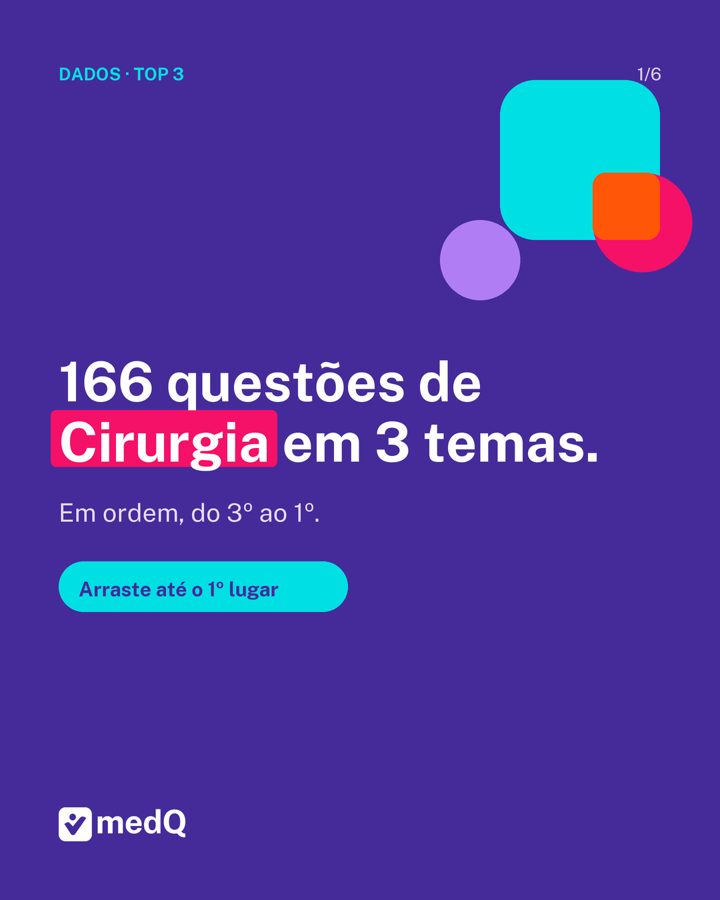 DADOS · TOP 3
1/6
166 questões de
Cirurgia em 3 temas.
Em ordem, do 3º ao 1º.
Arraste até o 1º lugar
medQ